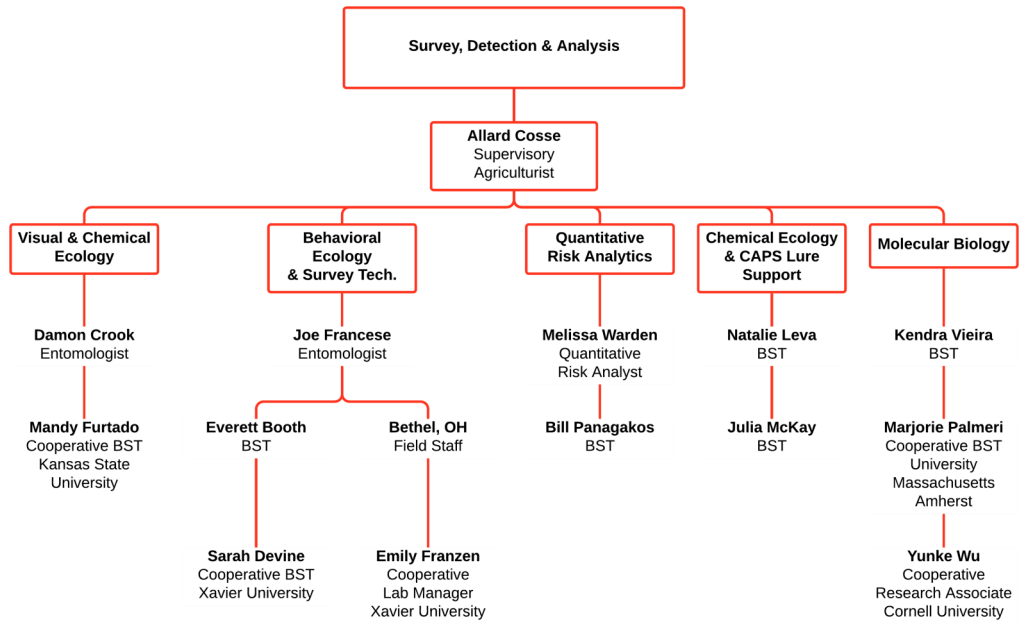 Survey, Detection & Analysis
Allard Cosse
Supervisory
Agriculturist
Visual & Chemical
Ecology
Damon Crook
Entomologist
Mandy Furtado
Cooperative BST
Kansas State
University
Behavioral
Ecology
& Survey Tech.
Joe Francese
Entomologist
Everett Booth
BST
Sarah Devine
Cooperative BST
Xavier University
Bethel, OH
Field Staff
Emily Franzen
Cooperative
Lab Manager
Xavier University
Quantitative
Risk Analytics
Melissa Warden
Quantitative
Risk Analyst
Bill Panagakos
BST
Chemical Ecology
& CAPS Lure
Support
Natalie Leva
BST
Julia McKay
BST
Molecular Biology
Kendra Vieira
BST
Marjorie Palmeri
Cooperative BST
University
Massachusetts
Amherst
Yunke Wu
Cooperative
Research Associate
Cornell University